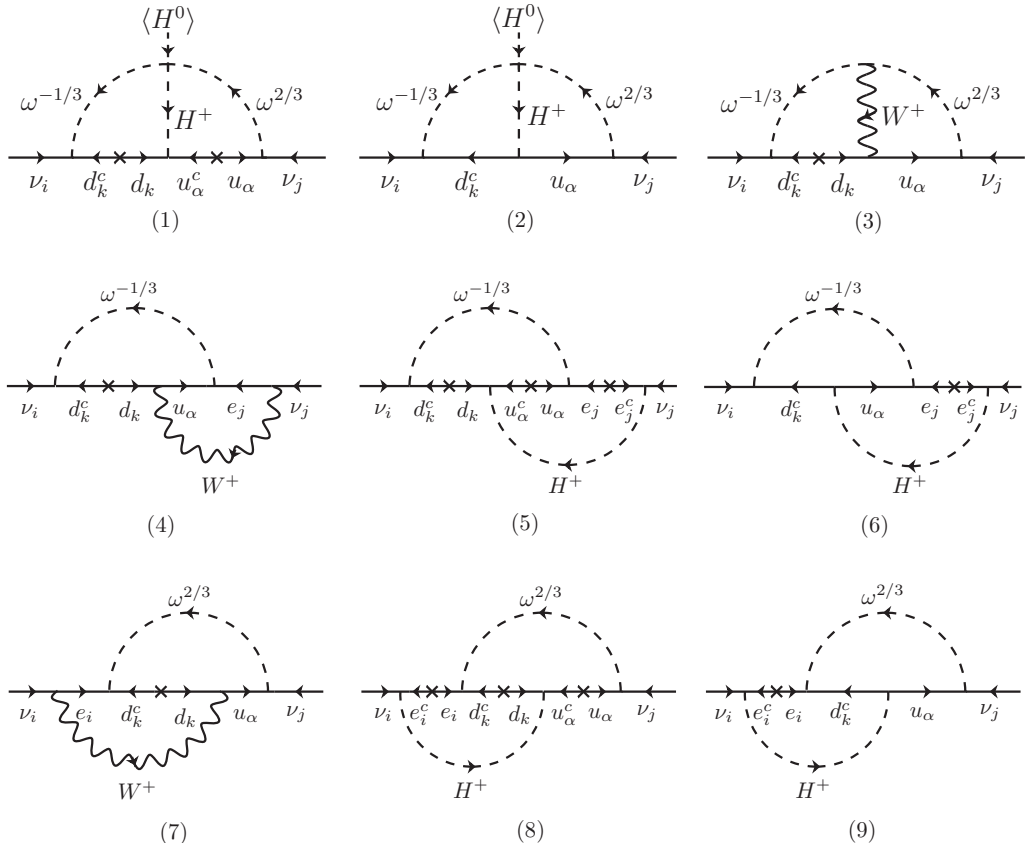 ⟨H⁰⟩ ⟨H⁰⟩
ω^{-1/3} ω^{2/3} ω^{-1/3} ω^{2/3} ω^{-1/3} ω^{2/3}
H⁺ H⁺ W⁺
ν_i d_k^c d_k u_α^c u_α ν_j ν_i d_k^c u_α ν_j ν_i d_k^c d_k u_α ν_j
(1) (2) (3)
ω^{-1/3} ω^{-1/3} ω^{-1/3}
ν_i d_k^c d_k u_α e_j ν_j ν_i d_k^c d_k u_α^c u_α e_j e_j^c ν_j ν_i d_k^c u_α e_j e_j^c ν_j
W⁺ H⁺ H⁺
(4) (5) (6)
ω^{2/3} ω^{2/3} ω^{2/3}
ν_i e_i d_k^c d_k u_α ν_j ν_i e_i^c e_i d_k^c d_k u_α^c u_α ν_j ν_i e_i^c e_i d_k^c u_α ν_j
W⁺ H⁺ H⁺
(7) (8) (9)